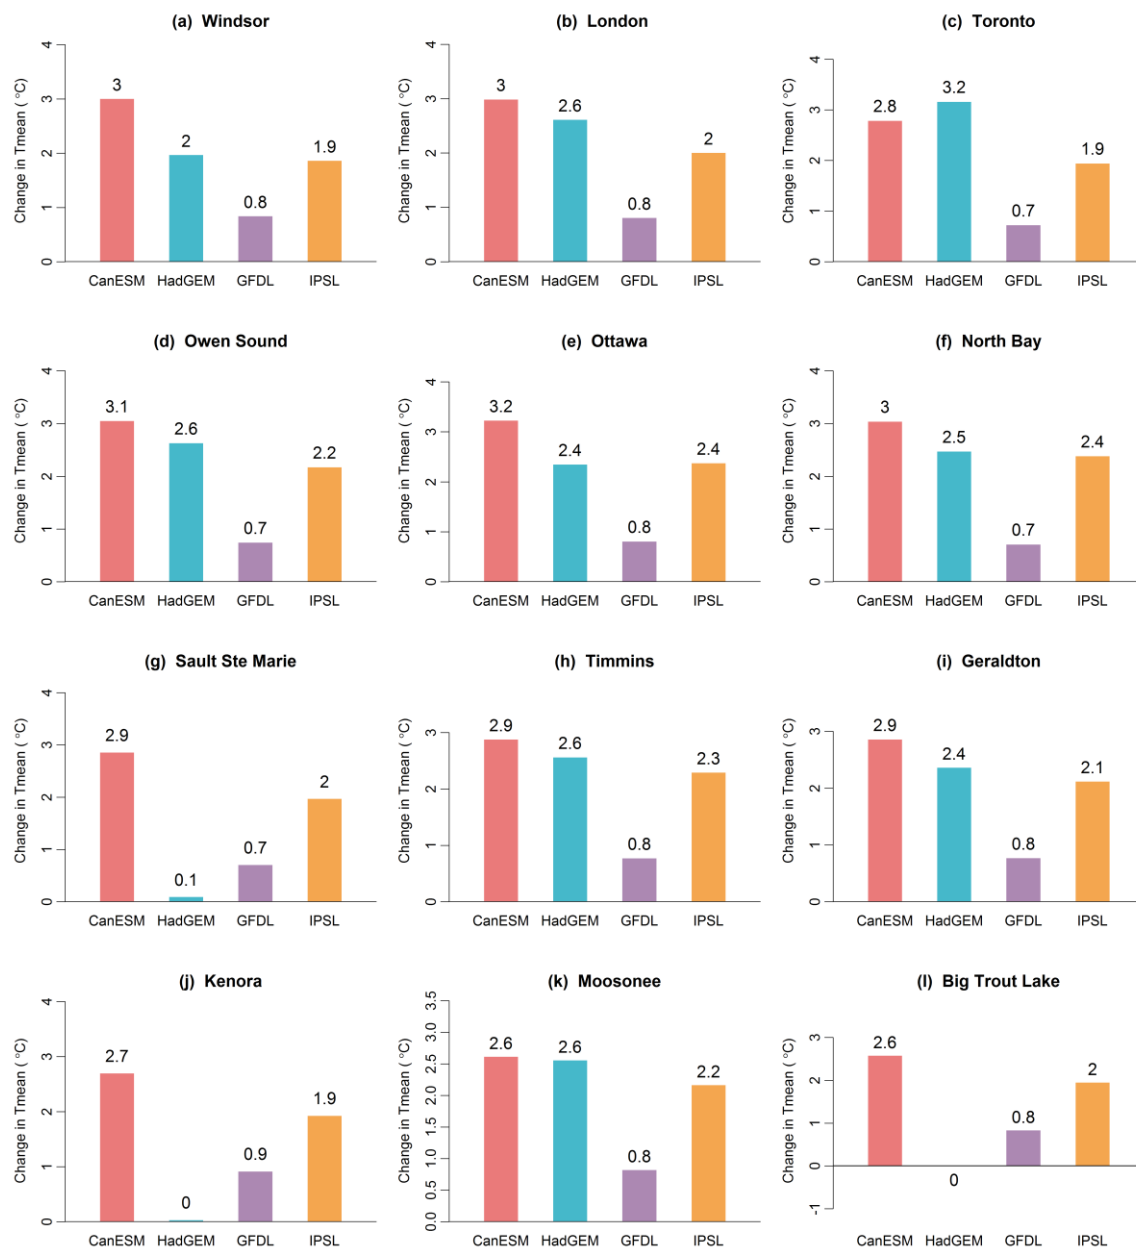 (a) Windsor
Change in Tmean ( °C)
0 1 2 3 4
3
2
0.8
1.9
CanESM HadGEM GFDL IPSL
(b) London
Change in Tmean ( °C)
0 1 2 3 4
3
2.6
0.8
2
CanESM HadGEM GFDL IPSL
(c) Toronto
Change in Tmean ( °C)
0 1 2 3 4
2.8
3.2
0.7
1.9
CanESM HadGEM GFDL IPSL
(d) Owen Sound
Change in Tmean ( °C)
0 1 2 3 4
3.1
2.6
0.7
2.2
CanESM HadGEM GFDL IPSL
(e) Ottawa
Change in Tmean ( °C)
0 1 2 3 4
3.2
2.4
0.8
2.4
CanESM HadGEM GFDL IPSL
(f) North Bay
Change in Tmean ( °C)
0 1 2 3 4
3
2.5
0.7
2.4
CanESM HadGEM GFDL IPSL
(g) Sault Ste Marie
Change in Tmean ( °C)
0 1 2 3 4
2.9
0.1
0.7
2
CanESM HadGEM GFDL IPSL
(h) Timmins
Change in Tmean ( °C)
0 1 2 3
2.9
2.6
0.8
2.3
CanESM HadGEM GFDL IPSL
(i) Geraldton
Change in Tmean ( °C)
0 1 2 3
2.9
2.4
0.8
2.1
CanESM HadGEM GFDL IPSL
(j) Kenora
Change in Tmean ( °C)
0 1 2 3 4
2.7
0
0.9
1.9
CanESM HadGEM GFDL IPSL
(k) Moosonee
Change in Tmean ( °C)
0.0 0.5 1.0 1.5 2.0 2.5 3.0 3.5
2.6
2.6
0.8
2.2
CanESM HadGEM GFDL IPSL
(l) Big Trout Lake
Change in Tmean ( °C)
-1 0 1 2 3
2.6
0
0.8
2
CanESM HadGEM GFDL IPSL